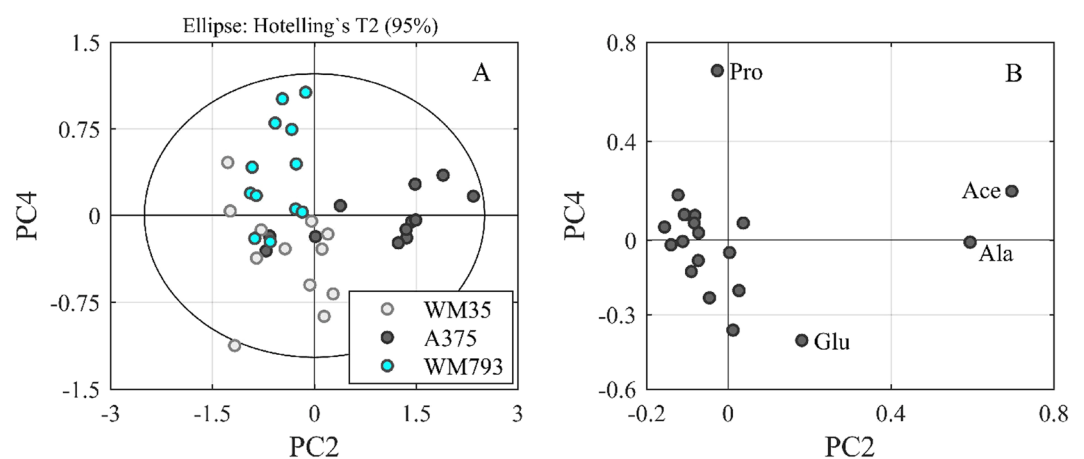 Ellipse: Hotelling`s T2 (95%)
1.5
0.75
0
-0.75
-1.5
-3
-1.5
0
1.5
3
PC4
PC2
A
WM35
A375
WM793
0.8
0.4
0
-0.3
-0.6
-0.2
0
0.4
0.8
PC4
PC2
B
Pro
Ace
Ala
Glu